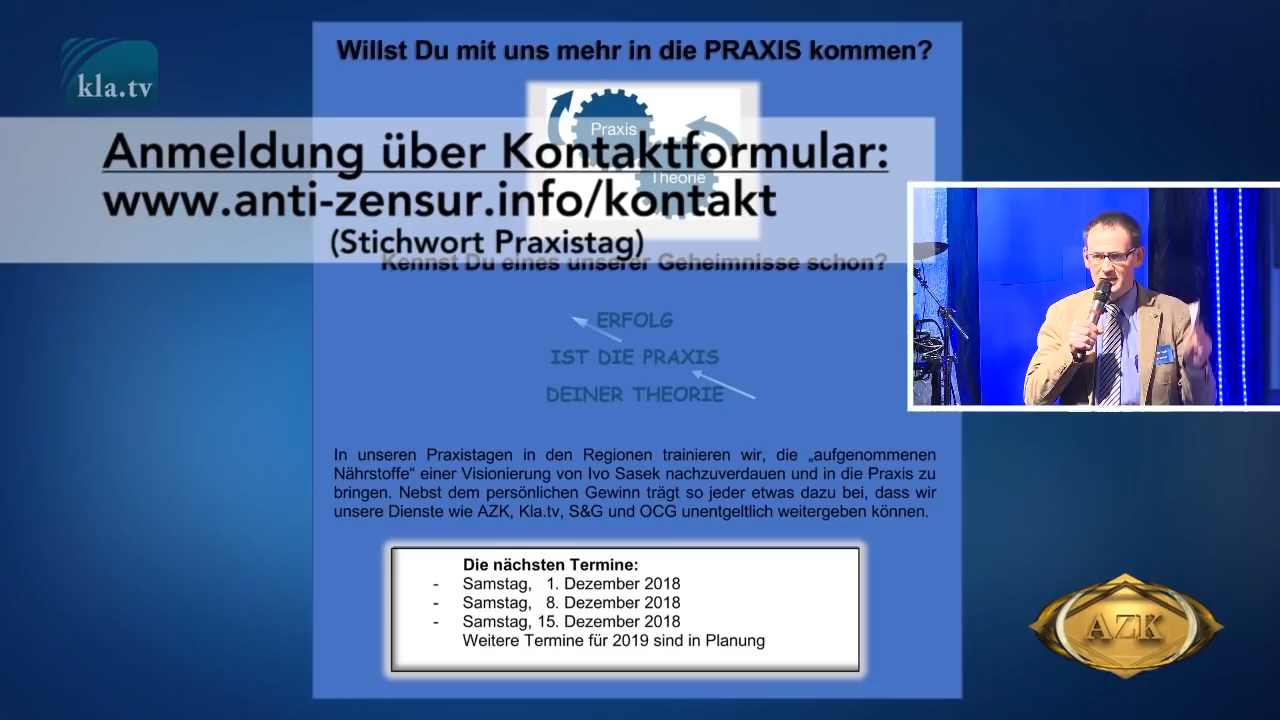 Willst Du mit uns mehr in die PRAXIS kommen?
kla.tv
Praxis
Theorie
Anmeldung über Kontaktformular:
www.anti-zensur.info/kontakt
(Stichwort Praxistag)
Kennst Du eines unserer Geheimnisse schon?
ERFOLG
IST DIE PRAXIS
DEINER THEORIE
In unseren Praxistagen in den Regionen trainieren wir, die „aufgenommenen
Nährstoffe“ einer Visionierung von Ivo Sasek nachzuverdauen und in die Praxis zu
bringen. Nebst dem persönlichen Gewinn trägt so jeder etwas dazu bei, dass wir
unsere Dienste wie AZK, Kla.tv, S&G und OCG unentgeltlich weitergeben können.
Die nächsten Termine:
- Samstag, 1. Dezember 2018
- Samstag, 8. Dezember 2018
- Samstag, 15. Dezember 2018
Weitere Termine für 2019 sind in Planung
AZK